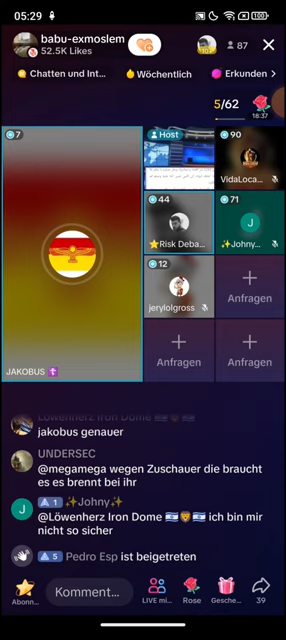 05:29
100
babu-exmoslem
52.5K Likes
87
Chatten und Int...
Wöchentlich
Erkunden >
5/62
18:37
7
Host
90
VidaLoca...
44
⭐Risk Deba...
71
J
✨Johny...
12
jerylolgross
Anfragen
Anfragen
Anfragen
Anfragen
JAKOBUS ✝️
Löwenherz Iron Dome 🇮🇱🦁🇮🇱
jakobus genauer
UNDERSEC
@megamega wegen Zuschauer die braucht
es es brennt bei ihr
J
1 ✨Johny✨
@Löwenherz Iron Dome 🇮🇱🦁🇮🇱 ich bin mir
nicht so sicher
5 Pedro Esp ist beigetreten
Abonn...
Kommentar...
LIVE mi...
Rose
Gesche...
39